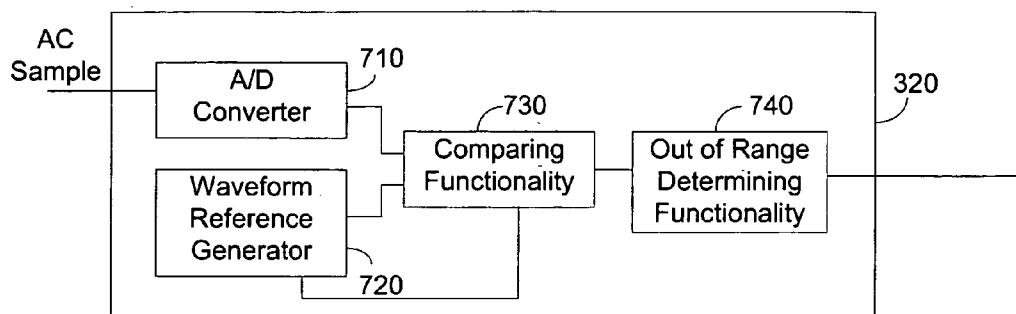 AC
Sample
A/D
Converter
710
Waveform
Reference
Generator
720
730
Comparing
Functionality
740
Out of Range
Determining
Functionality
320